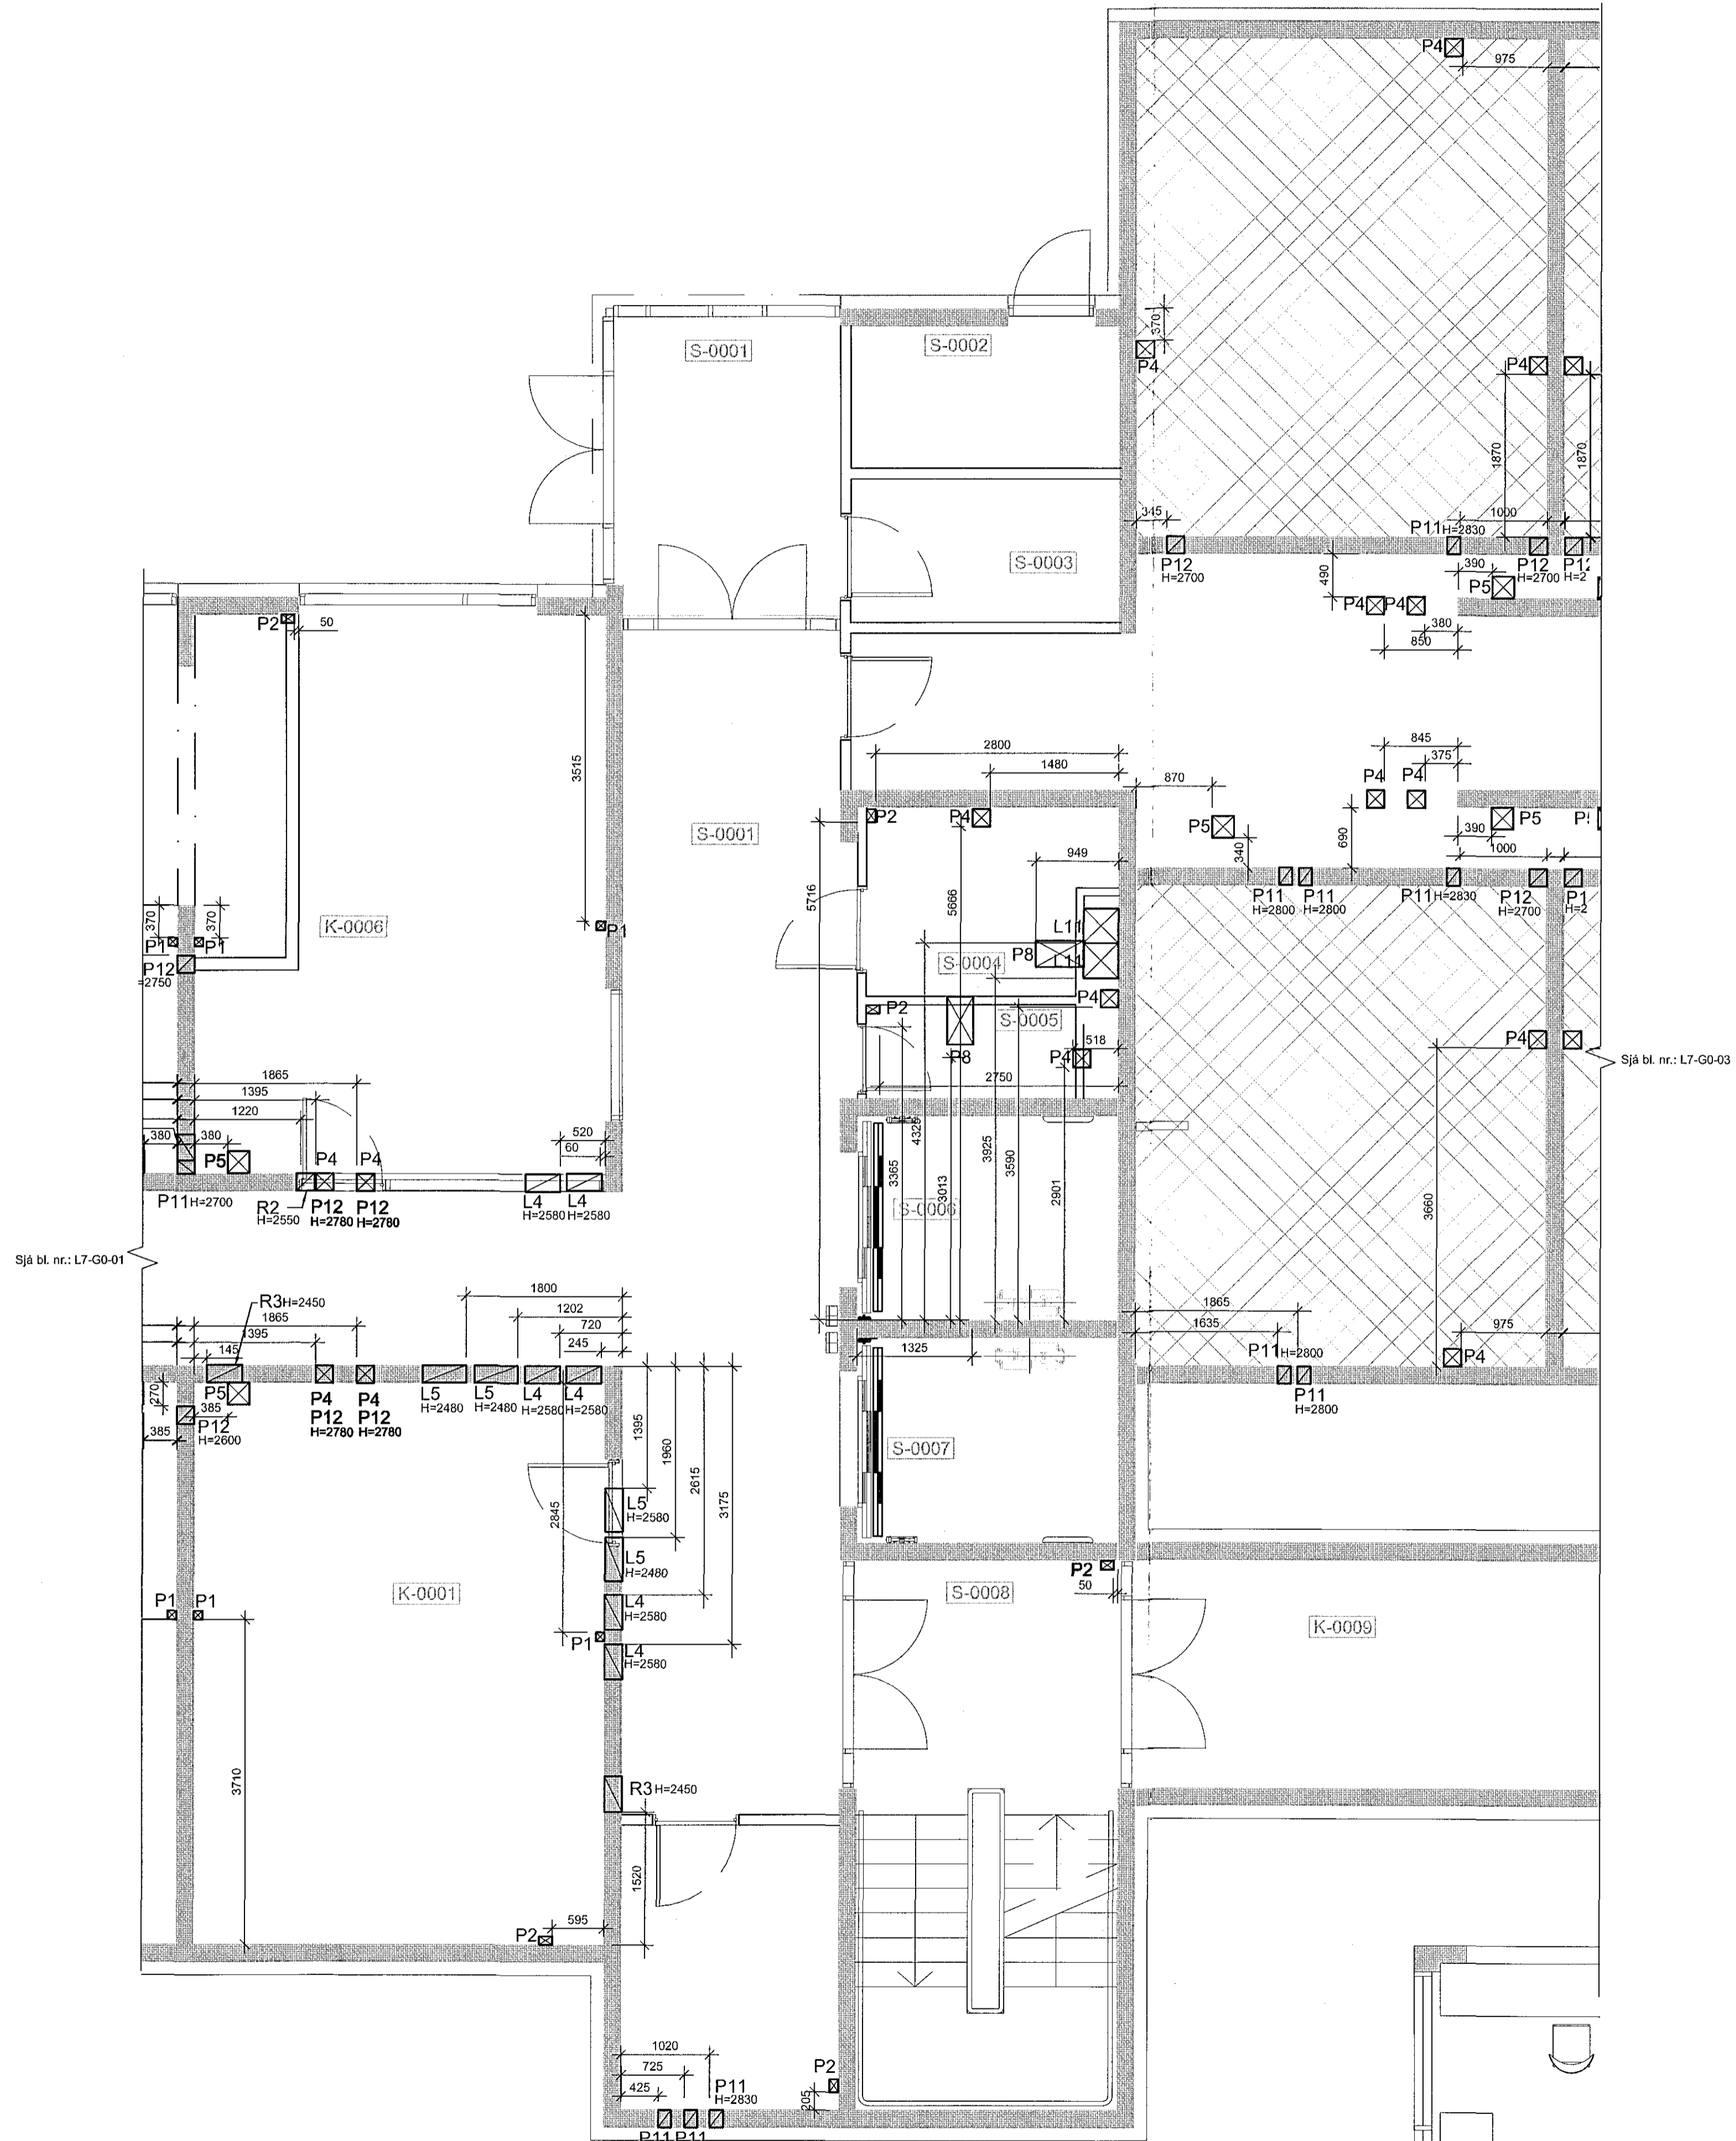 P4
975
S-0001
S-0002
370
P4
P4
1870
1870
345
1000
P11 H=2830
S-0003
P12
H=2700
490
390
P12
H=2700
P5
P4 P4
380
850
P2
50
3515
845
375
2800
1480
870
P4 P4
S-0001
P2
P4
P5
P5
690
390
340
1000
949
5716
5666
P11
H=2800
P11
H=2800
P11 H=2830
P12
H=2700
370
370
K-0006
P1
P1
P1
L11
P8
L11
S-0004
P12
=2750
P4
P2
S-0005
P4
518
P8
P4
2750
Sjá bl. nr.: L7-G0-03
1865
1395
1220
380
380
P5
P4
P4
520
60
4325
3925
3365
3590
3013
2901
3660
P11 H=2700
R2
H=2550
P12
H=2780
P12
H=2780
L4
H=2580
L4
H=2580
S-0006
Sjá bl. nr.: L7-G0-01
R3 H=2450
1865
1395
145
1800
1202
720
245
1325
1865
1635
975
P11 H=2800
P4
P11
H=2800
270
P5
385
P12
H=2600
385
P4
P12
H=2780
P4
P12
H=2780
L5
H=2480
L5
H=2480
L4
H=2580
L4
H=2580
1395
1960
2615
3175
2845
S-0007
L5
H=2580
L5
H=2480
P2
50
S-0008
K-0001
P1
P1
L4
H=2580
P1
L4
H=2580
K-0009
3710
R3 H=2450
1520
P2
595
1020
725
425
P11
H=2830
P2
205
P11 P11